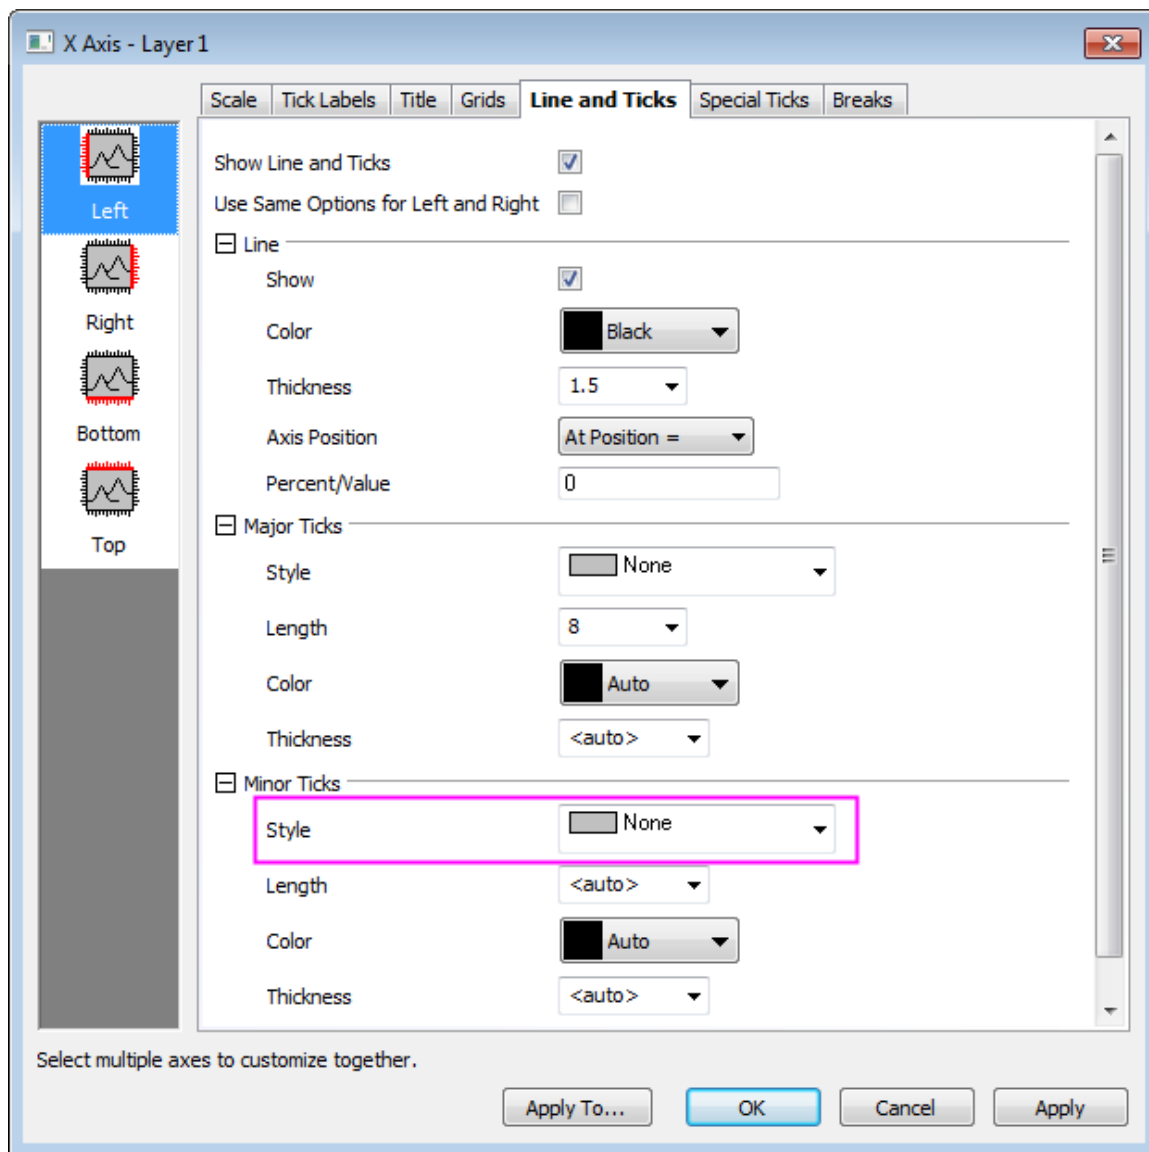 X Axis - Layer1
Scale Tick Labels Title Grids Line and Ticks Special Ticks Breaks
Left
Right
Bottom
Top
Show Line and Ticks
Use Same Options for Left and Right
Line
Show
Color Black
Thickness 1.5
Axis Position At Position =
Percent/Value 0
Major Ticks
Style None
Length 8
Color Auto
Thickness <auto>
Minor Ticks
Style None
Length <auto>
Color Auto
Thickness <auto>
Select multiple axes to customize together.
Apply To... OK Cancel Apply